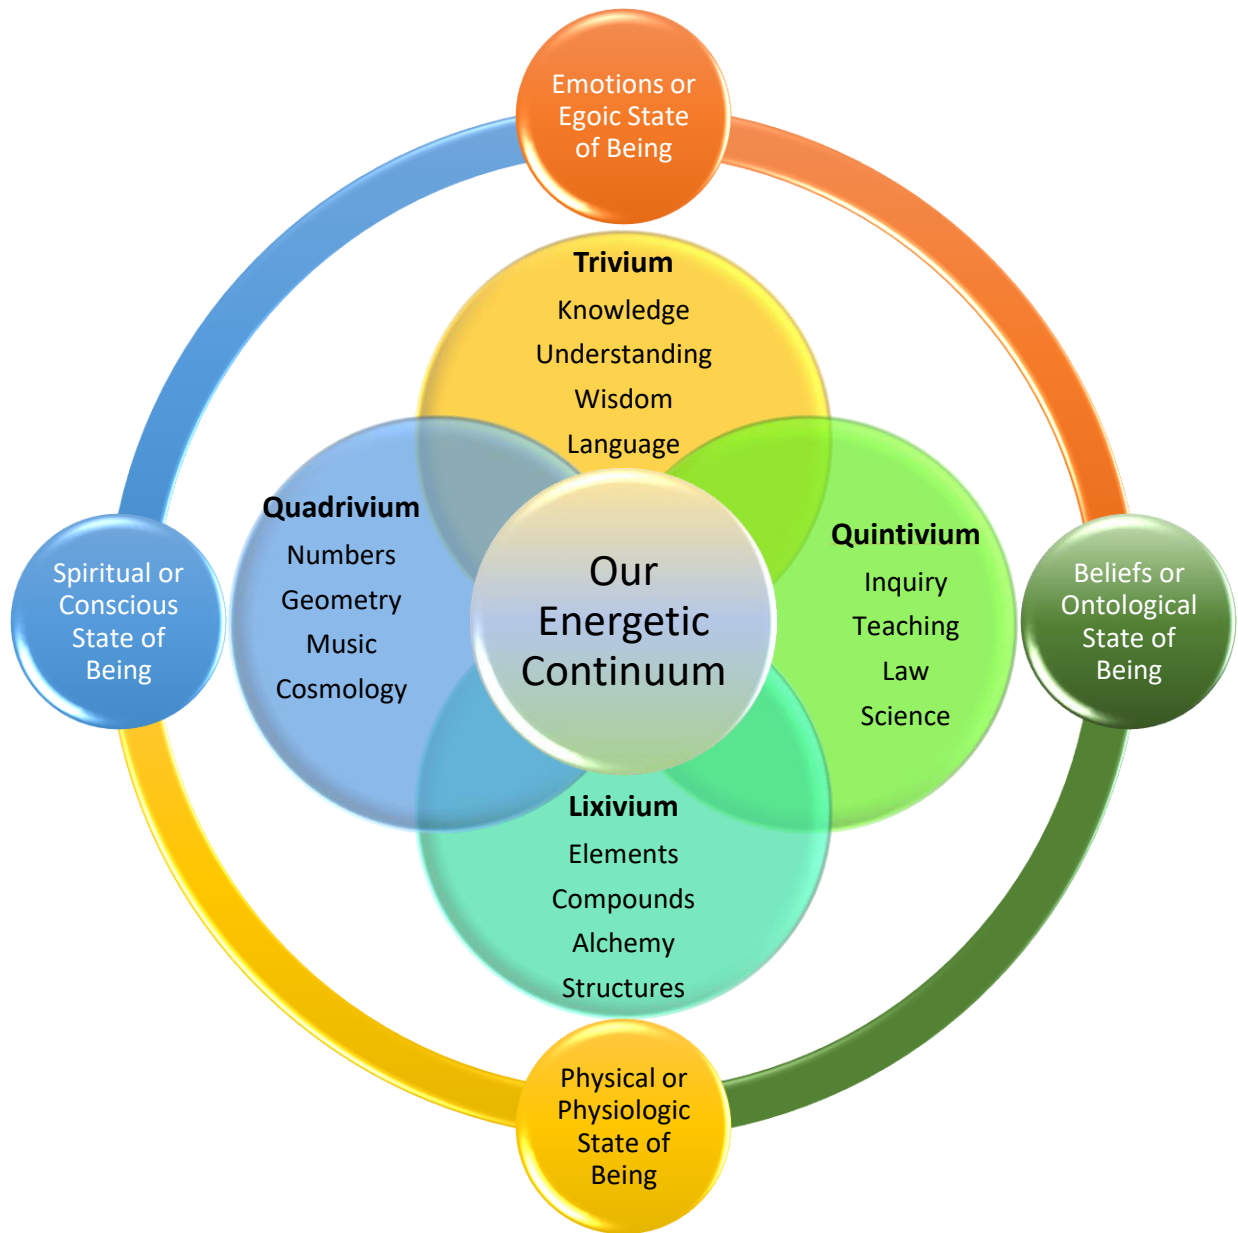 Emotions or
Egoic State
of Being
Trivium
Knowledge
Understanding
Wisdom
Language
Quadrivium
Numbers
Geometry
Music
Cosmology
Spiritual or
Conscious
State of
Being
Our
Energetic
Continuum
Quintivium
Inquiry
Teaching
Law
Science
Beliefs or
Ontological
State of
Being
Lixivium
Elements
Compounds
Alchemy
Structures
Physical or
Physiologic
State of
Being